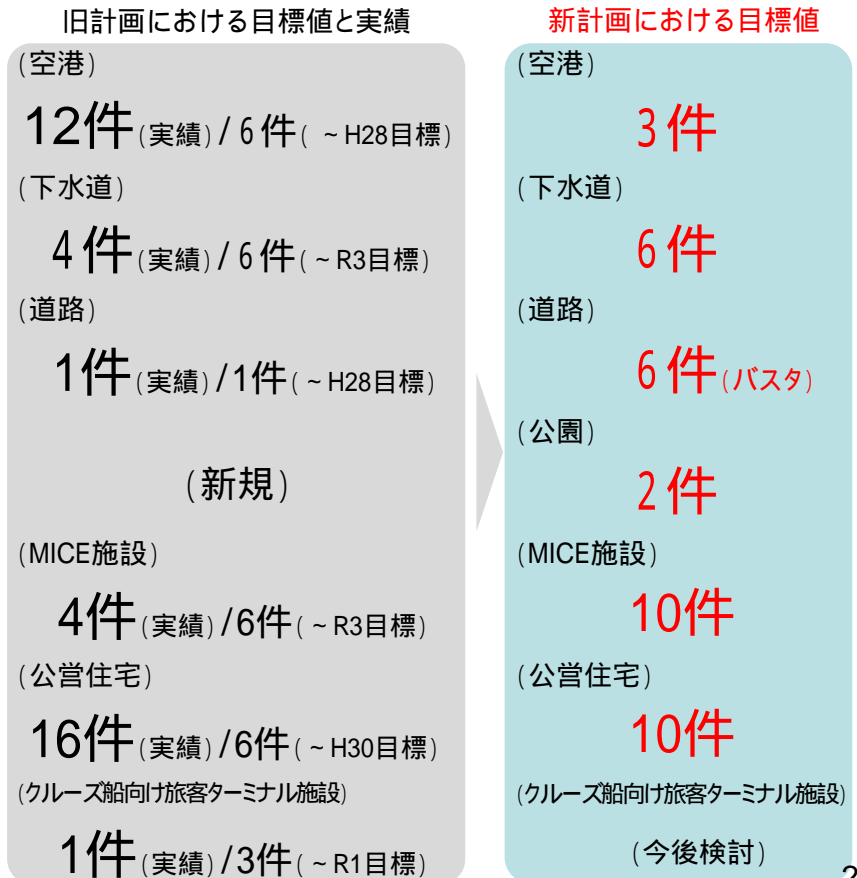 旧計画における目標値と実績
(空港)
12件(実績)/6件(~H28目標)
(下水道)
4件(実績)/6件(~R3目標)
(道路)
1件(実績)/1件(~H28目標)
(新規)
(MICE施設)
4件(実績)/6件(~R3目標)
(公営住宅)
16件(実績)/6件(~H30目標)
(クルーズ船向け旅客ターミナル施設)
1件(実績)/3件(~R1目標)
新計画における目標値
(空港)
3件
(下水道)
6件
(道路)
6件(バスタ)
(公園)
2件
(MICE施設)
10件
(公営住宅)
10件
(クルーズ船向け旅客ターミナル施設)
(今後検討)
2